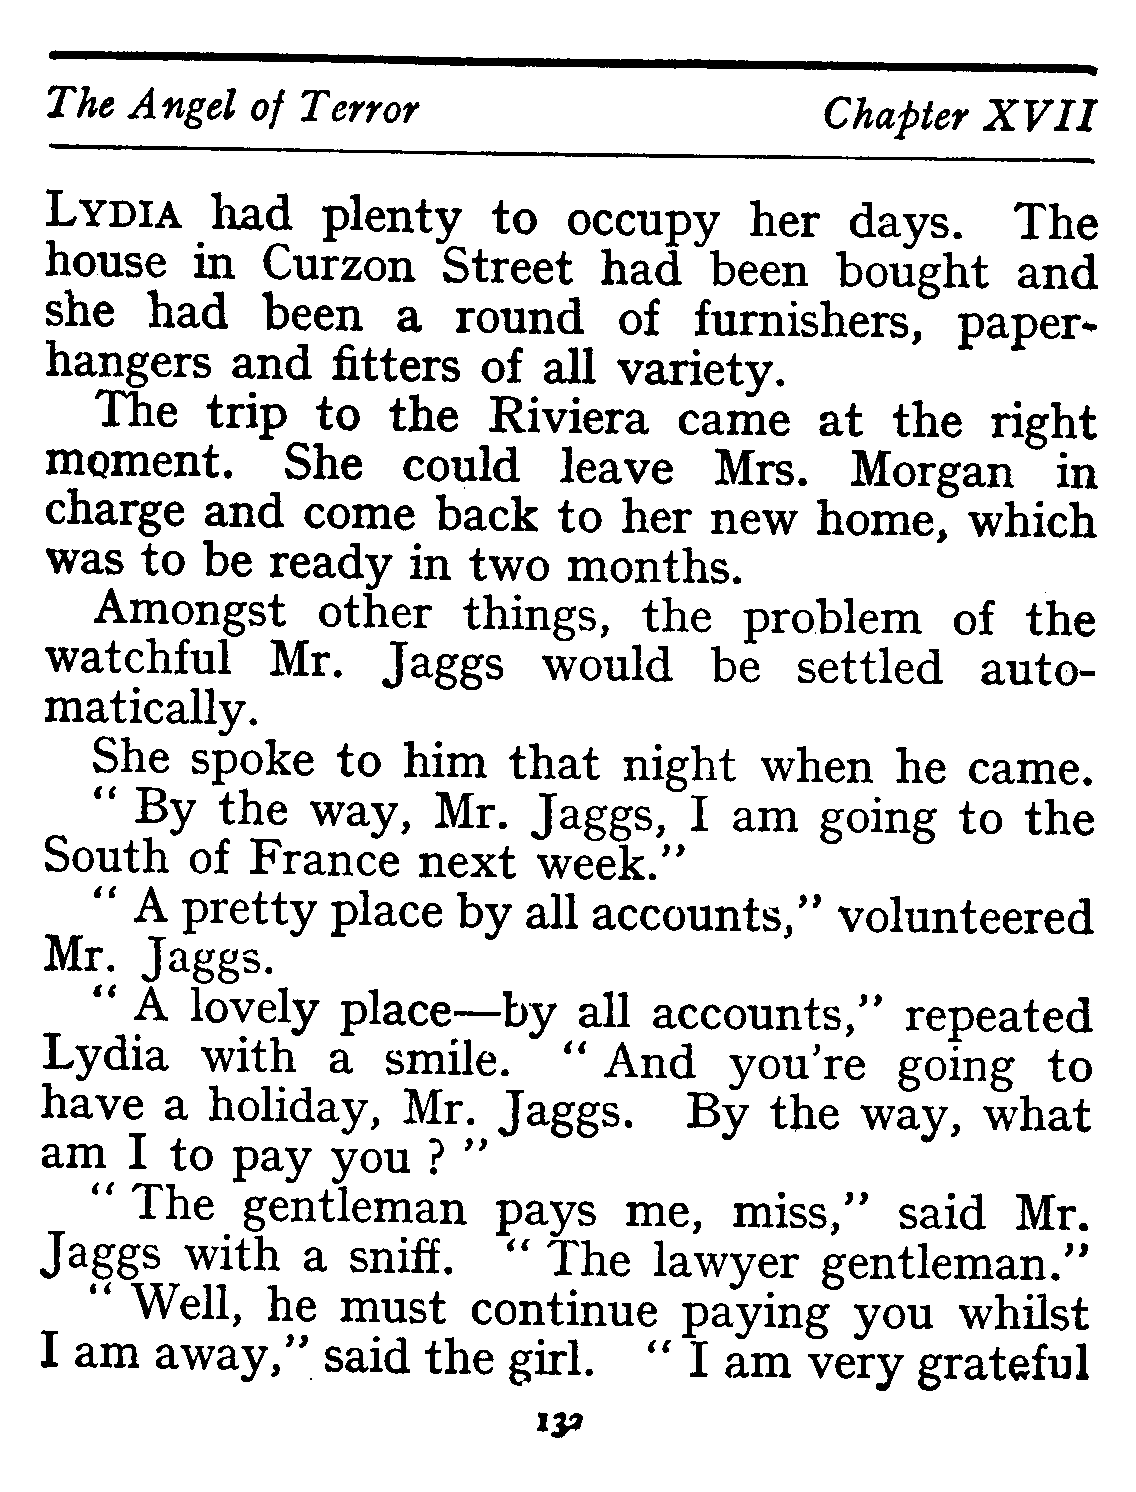 The Angel of Terror Chapter XVII
LYDIA had plenty to occupy her days. The
house in Curzon Street had been bought and
she had been a round of furnishers, paper-
hangers and fitters of all variety.
The trip to the Riviera came at the right
moment. She could leave Mrs. Morgan in
charge and come back to her new home, which
was to be ready in two months.
Amongst other things, the problem of the
watchful Mr. Jaggs would be settled auto-
matically.
She spoke to him that night when he came.
“ By the way, Mr. Jaggs, I am going to the
South of France next week.”
“ A pretty place by all accounts,” volunteered
Mr. Jaggs.
“ A lovely place—by all accounts,” repeated
Lydia with a smile. “ And you're going to
have a holiday, Mr. Jaggs. By the way, what
am I to pay you ? ”
“ The gentleman pays me, miss,” said Mr.
Jaggs with a sniff. “ The lawyer gentleman.”
“ Well, he must continue paying you whilst
I am away,” said the girl. “ I am very grateful
132